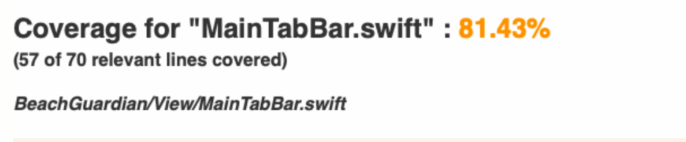 Coverage for "MainTabBar.swift" : 81.43%
(57 of 70 relevant lines covered)
BeachGuardian/View/MainTabBar.swift